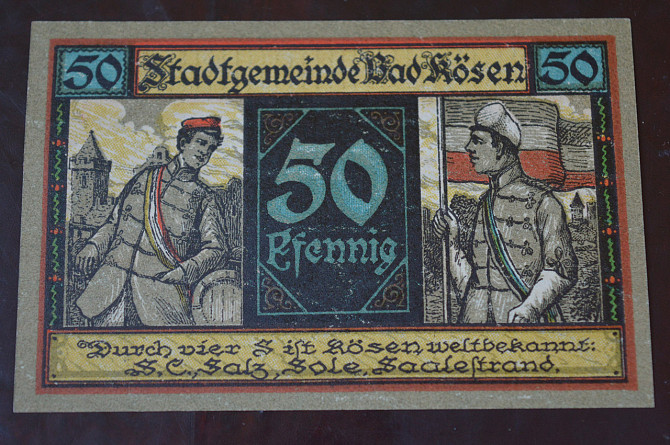 50 Stadtgemeinde Bad Kösen 50
50
Pfennig
Durch vier S ist Kösen weltbekannt:
S.C., Salz, Sole, Saalestrand.